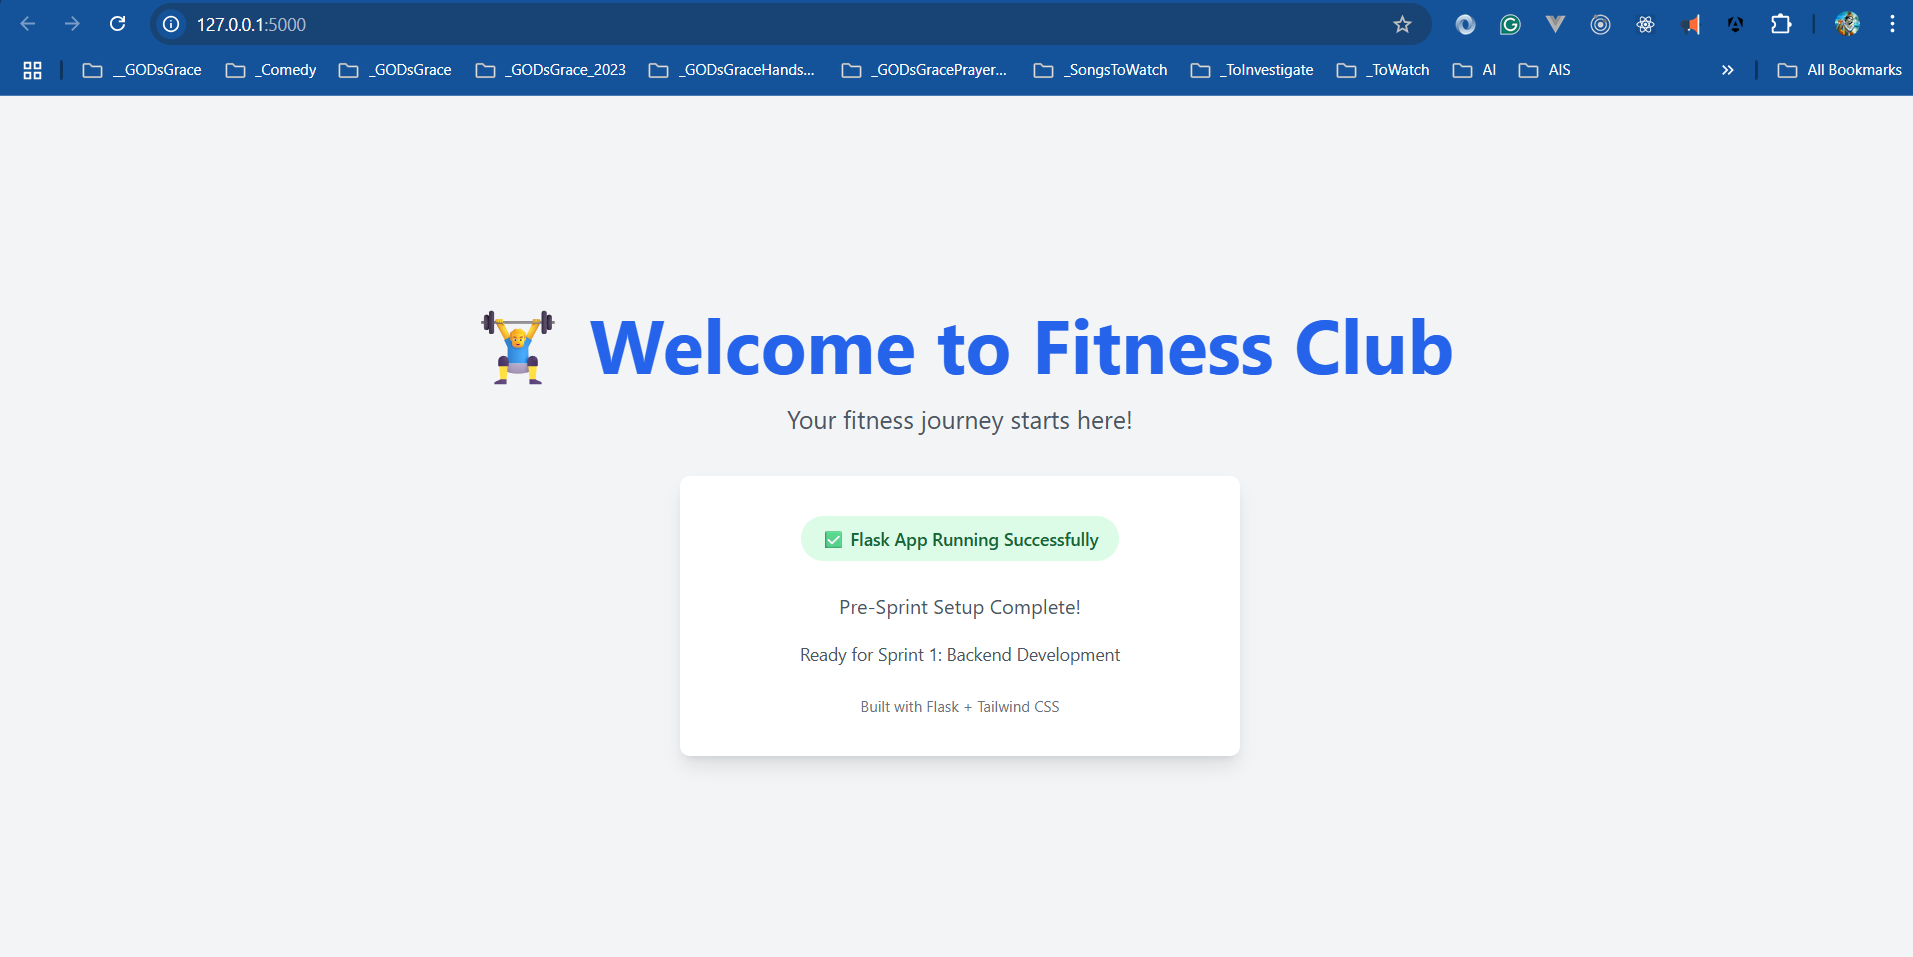 127.0.0.1:5000
__GODsGrace _Comedy _GODsGrace _GODsGrace_2023 _GODsGraceHands... _GODsGracePrayer... _SongsToWatch _ToInvestigate _ToWatch AI AIS » All Bookmarks
Welcome to Fitness Club
Your fitness journey starts here!
✅ Flask App Running Successfully
Pre-Sprint Setup Complete!
Ready for Sprint 1: Backend Development
Built with Flask + Tailwind CSS